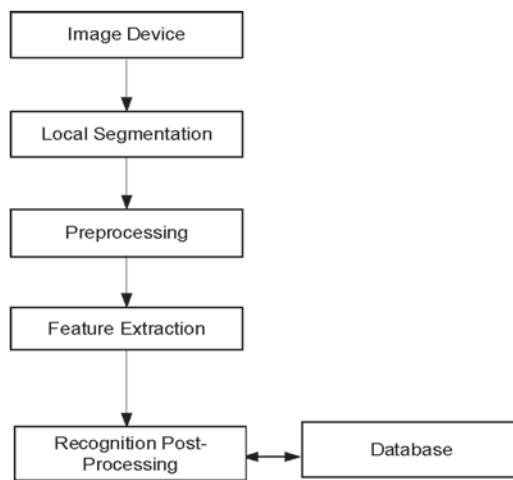 Image Device
Local Segmentation
Preprocessing
Feature Extraction
Recognition Post-
Processing
Database